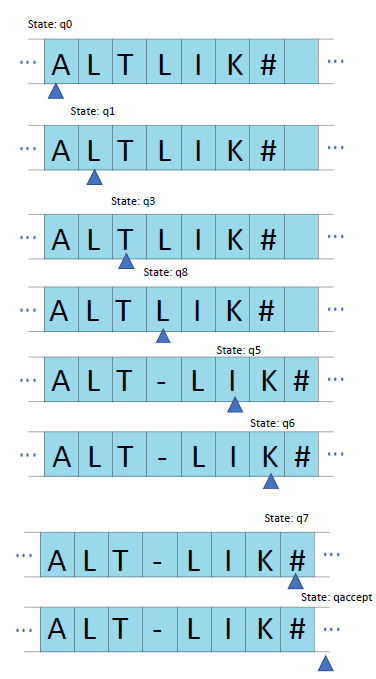 State: q0
... A L T L I K # ...
State: q1
... A L T L I K # ...
State: q3
... A L T L I K # ...
State: q8
... A L T L I K # ...
State: q5
... A L T - L I K # ...
State: q6
... A L T - L I K # ...
State: q7
... A L T - L I K # ...
State: qaccept
... A L T - L I K # ...